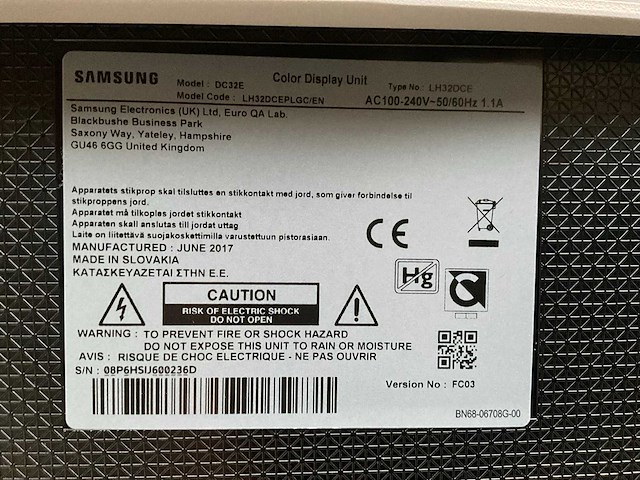 SAMSUNG Model : DC32E Color Display Unit Type No : LH32DCE
Model Code : LH32DCEPLGC/EN AC100-240V~50/60Hz 1.1A
Samsung Electronics (UK) Ltd, Euro QA Lab.
Blackbushe Business Park
Saxony Way, Yateley, Hampshire
GU46 6GG United Kingdom
Apparatets stikprop skal tilsluttes en stikkontakt med jord, som giver forbindelse til
stikproppens jord.
Apparatet må tilkoples jordet stikkontakt
Apparaten skall anslutas till jordat uttag
Laite on liitettävä suojakoskettimilla varustettuun pistorasiaan.
MANUFACTURED : JUNE 2017
MADE IN SLOVAKIA
ΚΑΤΑΣΚΕΥΑΖΕΤΑΙ ΣΤΗΝ Ε.Ε.
CE
Hg
CAUTION
RISK OF ELECTRIC SHOCK
DO NOT OPEN
WARNING : TO PREVENT FIRE OR SHOCK HAZARD
DO NOT EXPOSE THIS UNIT TO RAIN OR MOISTURE
AVIS : RISQUE DE CHOC ELECTRIQUE - NE PAS OUVRIR
S/N : 08P6HSIJ600236D
Version No : FC03
BN68-06708G-00